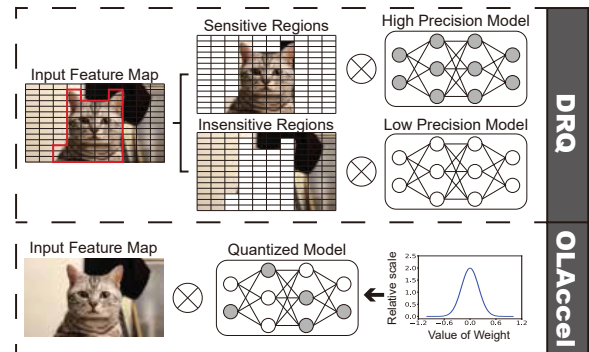 Sensitive Regions
High Precision Model
Input Feature Map
Insensitive Regions
Low Precision Model
DRQ
Input Feature Map
Quantized Model
OLAccel
Relative scale
2.5
2.0
1.5
1.0
0.5
0.0
-1.2 -0.6 0.0 0.6 1.2
Value of Weight